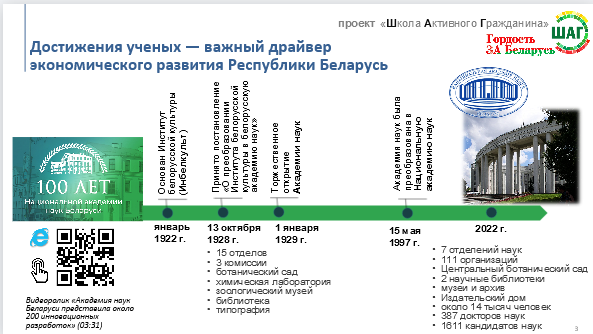 проект «Школа Активного Гражданина»
Гордость
ЗА Беларусь
ШАГ
Достижения ученых — важный драйвер
экономического развития Республики Беларусь
Основан Институт
белорусской культуры
(Инбелкульт)
Принято постановление
«О преобразовании
Института белорусской
культуры в белорусскую
академию наук»
Торжественное
открытие
Академии наук
Академия наук была
преобразована в
Национальную
академию наук
100 ЛЕТ
Национальной академии
наук Беларуси
январь
1922 г.
13 октября
1928 г.
1 января
1929 г.
15 мая
1997 г.
2022 г.
• 15 отделов
• 3 комиссии
• ботанический сад
• химическая лаборатория
• зоологический музей
• библиотека
• типография
• 7 отделений наук
• 111 организаций
• Центральный ботанический сад
• 2 научные библиотеки
• музеи и архив
• Издательский дом
• около 14 тысяч человек
• 387 докторов наук
• 1611 кандидатов наук
Видеоролик «Академия наук
Беларуси представила около
200 инновационных
разработок» (03:31)
3